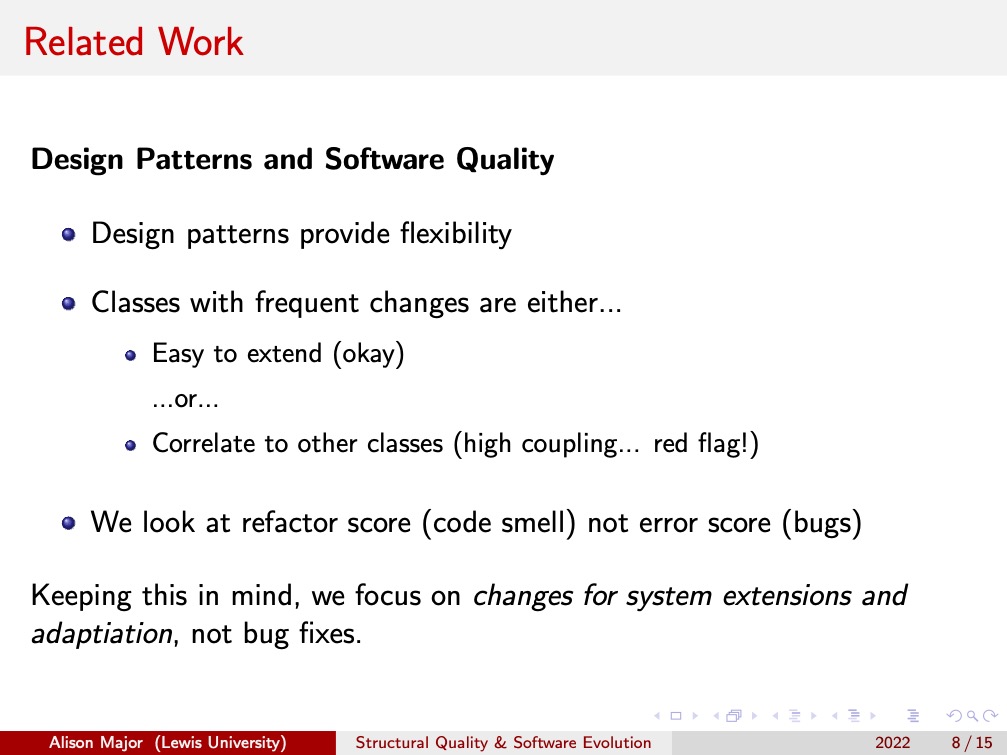 Related Work
Design Patterns and Software Quality
Design patterns provide flexibility
Classes with frequent changes are either...
Easy to extend (okay)
...or...
Correlate to other classes (high coupling... red flag!)
We look at refactor score (code smell) not error score (bugs)
Keeping this in mind, we focus on changes for system extensions and
adaptiation, not bug fixes.
Alison Major (Lewis University) Structural Quality & Software Evolution 2022 8 / 15